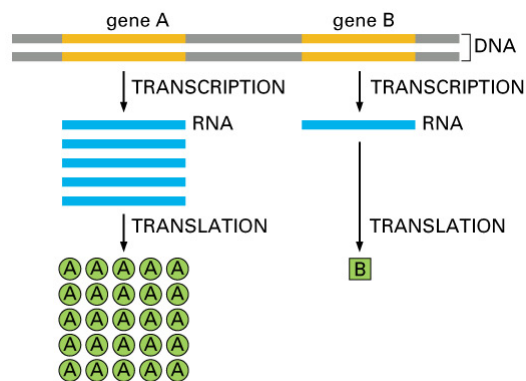 gene A gene B
DNA
TRANSCRIPTION TRANSCRIPTION
RNA RNA
TRANSLATION TRANSLATION
A A A A A B
A A A A A
A A A A A
A A A A A
A A A A A